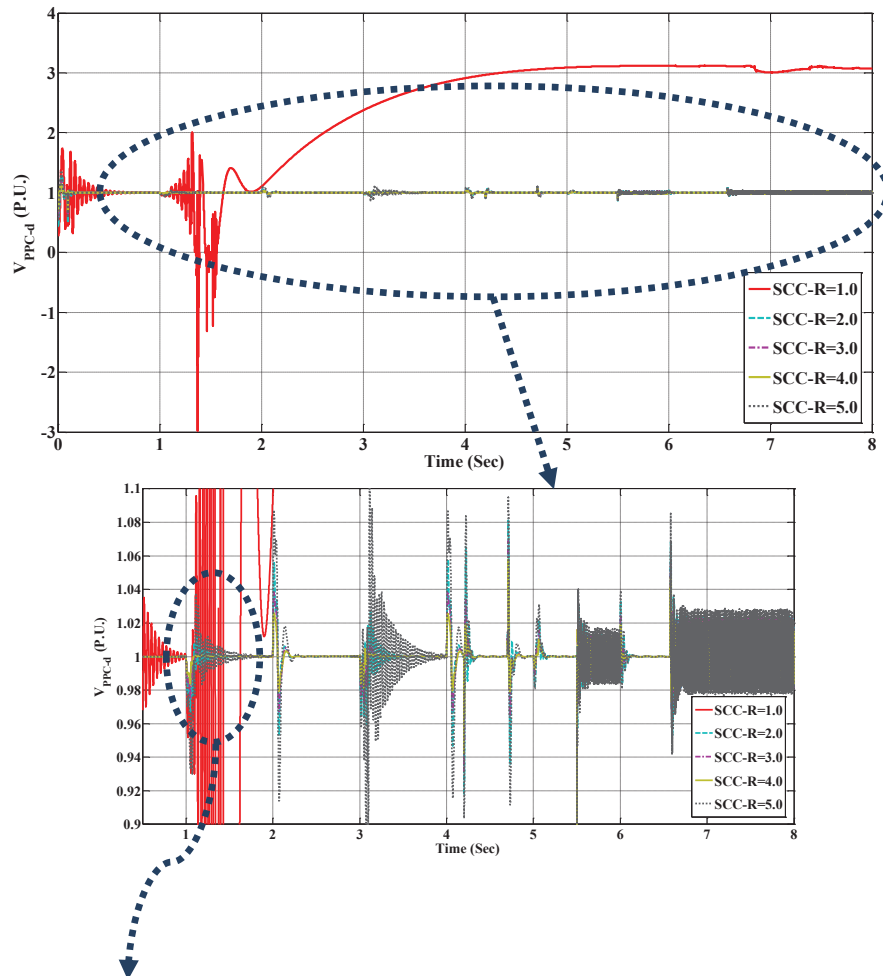 4
3
2
1
0
-1
-2
-3
V PPC-d (P.U.)
0 1 2 3 4 5 6 7 8
Time (Sec)
SCC-R=1.0
SCC-R=2.0
SCC-R=3.0
SCC-R=4.0
SCC-R=5.0
1.1
1.08
1.06
1.04
1.02
1
0.98
0.96
0.94
0.92
0.9
V PPC-d (P.U.)
1 2 3 4 5 6 7 8
Time (Sec)
SCC-R=1.0
SCC-R=2.0
SCC-R=3.0
SCC-R=4.0
SCC-R=5.0